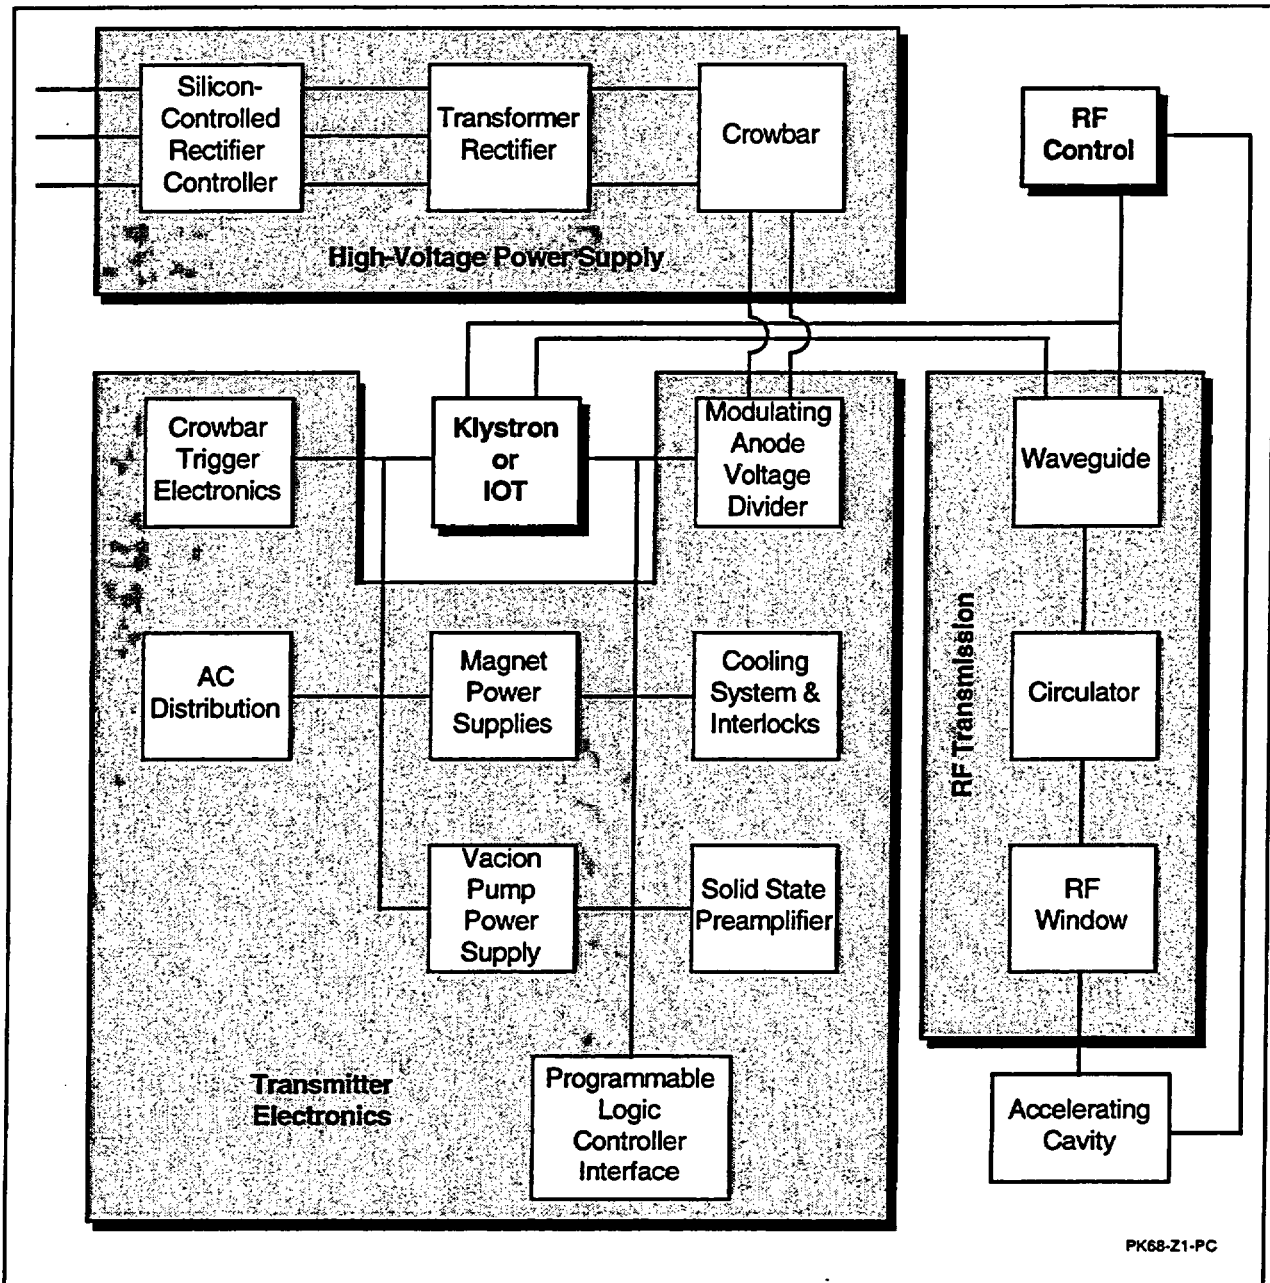 Silicon-
Controlled
Rectifier
Controller
Transformer
Rectifier
Crowbar
RF
Control
High-Voltage Power Supply
Crowbar
Trigger
Electronics
Klystron
or
IOT
Modulating
Anode
Voltage
Divider
Waveguide
AC
Distribution
Magnet
Power
Supplies
Cooling
System &
Interlocks
Circulator
RF Transmission
Vacion
Pump
Power
Supply
Solid State
Preamplifier
RF
Window
Transmitter
Electronics
Programmable
Logic
Controller
Interface
Accelerating
Cavity
PK68-Z1-PC